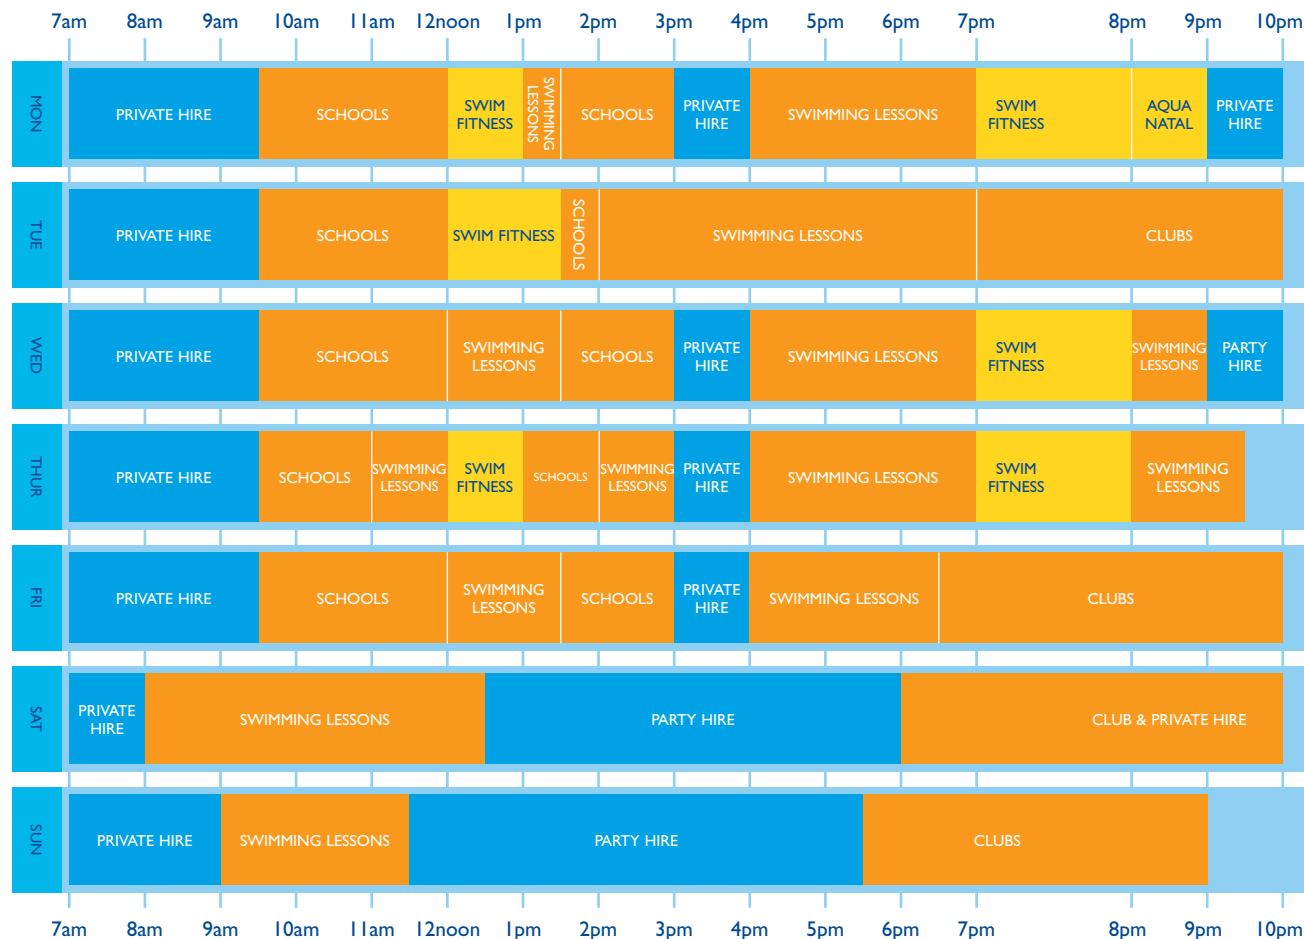 7am 8am 9am 10am 11am 12noon 1pm 2pm 3pm 4pm 5pm 6pm 7pm 8pm 9pm 10pm
MON
PRIVATE HIRE
SCHOOLS
SWIM
FITNESS
SWIMMING
LESSONS
SCHOOLS
PRIVATE
HIRE
SWIMMING LESSONS
SWIM
FITNESS
AQUA
NATAL
PRIVATE
HIRE
TUE
PRIVATE HIRE
SCHOOLS
SWIM FITNESS
SCHOOLS
SWIMMING LESSONS
CLUBS
WED
PRIVATE HIRE
SCHOOLS
SWIMMING
LESSONS
SCHOOLS
PRIVATE
HIRE
SWIMMING LESSONS
SWIM
FITNESS
SWIMMING
LESSONS
PARTY
HIRE
THUR
PRIVATE HIRE
SCHOOLS
SWIMMING
LESSONS
SWIM
FITNESS
SCHOOLS
SWIMMING
LESSONS
PRIVATE
HIRE
SWIMMING LESSONS
SWIM
FITNESS
SWIMMING
LESSONS
FRI
PRIVATE HIRE
SCHOOLS
SWIMMING
LESSONS
SCHOOLS
PRIVATE
HIRE
SWIMMING LESSONS
CLUBS
SAT
PRIVATE
HIRE
SWIMMING LESSONS
PARTY HIRE
CLUB & PRIVATE HIRE
SUN
PRIVATE HIRE
SWIMMING LESSONS
PARTY HIRE
CLUBS
7am 8am 9am 10am 11am 12noon 1pm 2pm 3pm 4pm 5pm 6pm 7pm 8pm 9pm 10pm